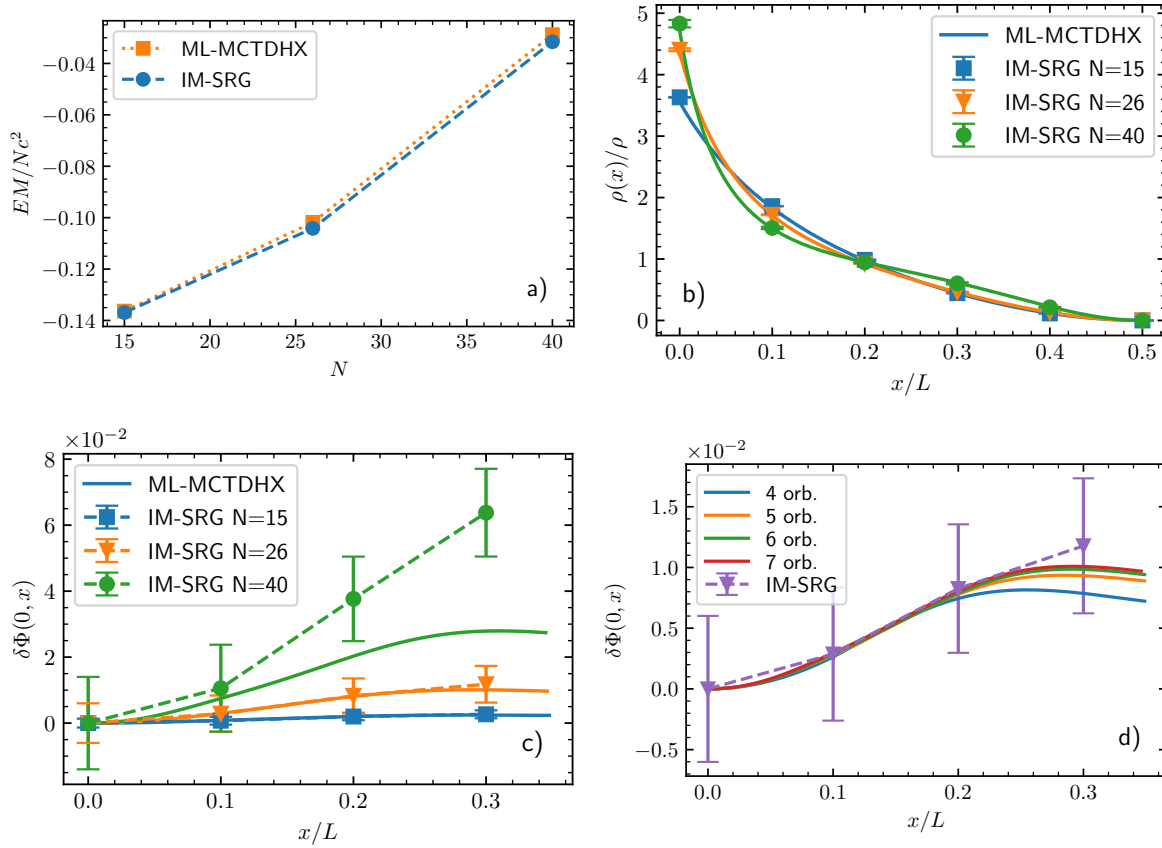 ML-MCTDHX
IM-SRG
−0.04
−0.06
−0.08
−0.10
−0.12
−0.14
EM/Nc²
15 20 25 30 35 40
N
a)
ML-MCTDHX
IM-SRG N=15
IM-SRG N=26
IM-SRG N=40
5
4
3
2
1
0
ρ(x)/ρ
0.0 0.1 0.2 0.3 0.4 0.5
x/L
b)
×10⁻²
ML-MCTDHX
IM-SRG N=15
IM-SRG N=26
IM-SRG N=40
8
6
4
2
0
δΦ(0, x)
0.0 0.1 0.2 0.3
x/L
c)
×10⁻²
4 orb.
5 orb.
6 orb.
7 orb.
IM-SRG
1.5
1.0
0.5
0.0
−0.5
δΦ(0, x)
0.0 0.1 0.2 0.3
x/L
d)